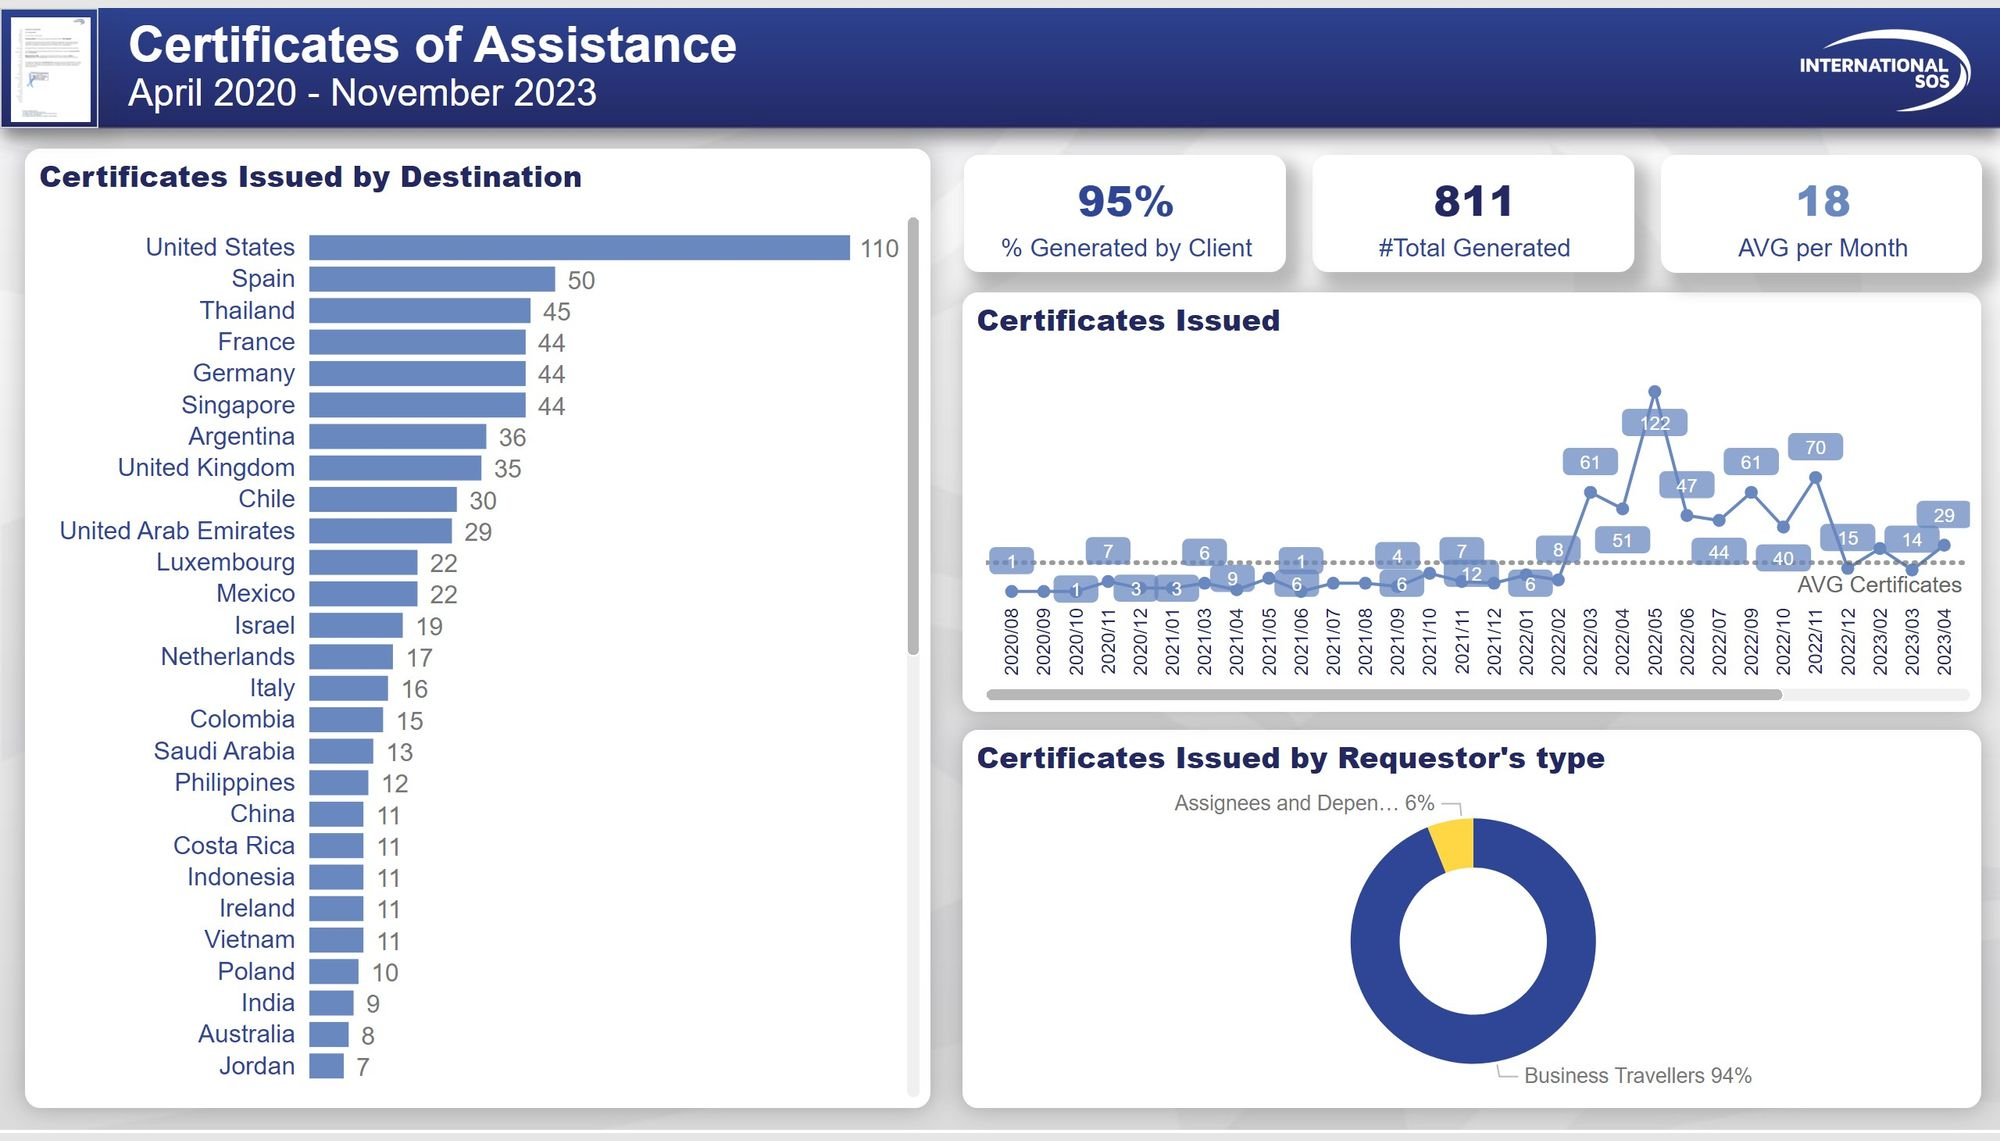 Certificates of Assistance
April 2020 - November 2023
INTERNATIONAL
SOS
Certificates Issued by Destination
United States 110
Spain 50
Thailand 45
France 44
Germany 44
Singapore 44
Argentina 36
United Kingdom 35
Chile 30
United Arab Emirates 29
Luxembourg 22
Mexico 22
Israel 19
Netherlands 17
Italy 16
Colombia 15
Saudi Arabia 13
Philippines 12
China 11
Costa Rica 11
Indonesia 11
Ireland 11
Vietnam 11
Poland 10
India 9
Australia 8
Jordan 7
95%
% Generated by Client
811
#Total Generated
18
AVG per Month
Certificates Issued
1 1 7 3 3 6 9 1 6 4 6 7 12 6 8 61 51 122 47 44 61 40 70 15 14 29
AVG Certificates
2020/08 2020/09 2020/10 2020/11 2020/12 2021/01 2021/03 2021/04 2021/05 2021/06 2021/07 2021/08 2021/09 2021/10 2021/11 2021/12 2022/01 2022/02 2022/03 2022/04 2022/05 2022/06 2022/07 2022/09 2022/10 2022/11 2022/12 2023/02 2023/03 2023/04
Certificates Issued by Requestor's type
Assignees and Depen... 6%
Business Travellers 94%